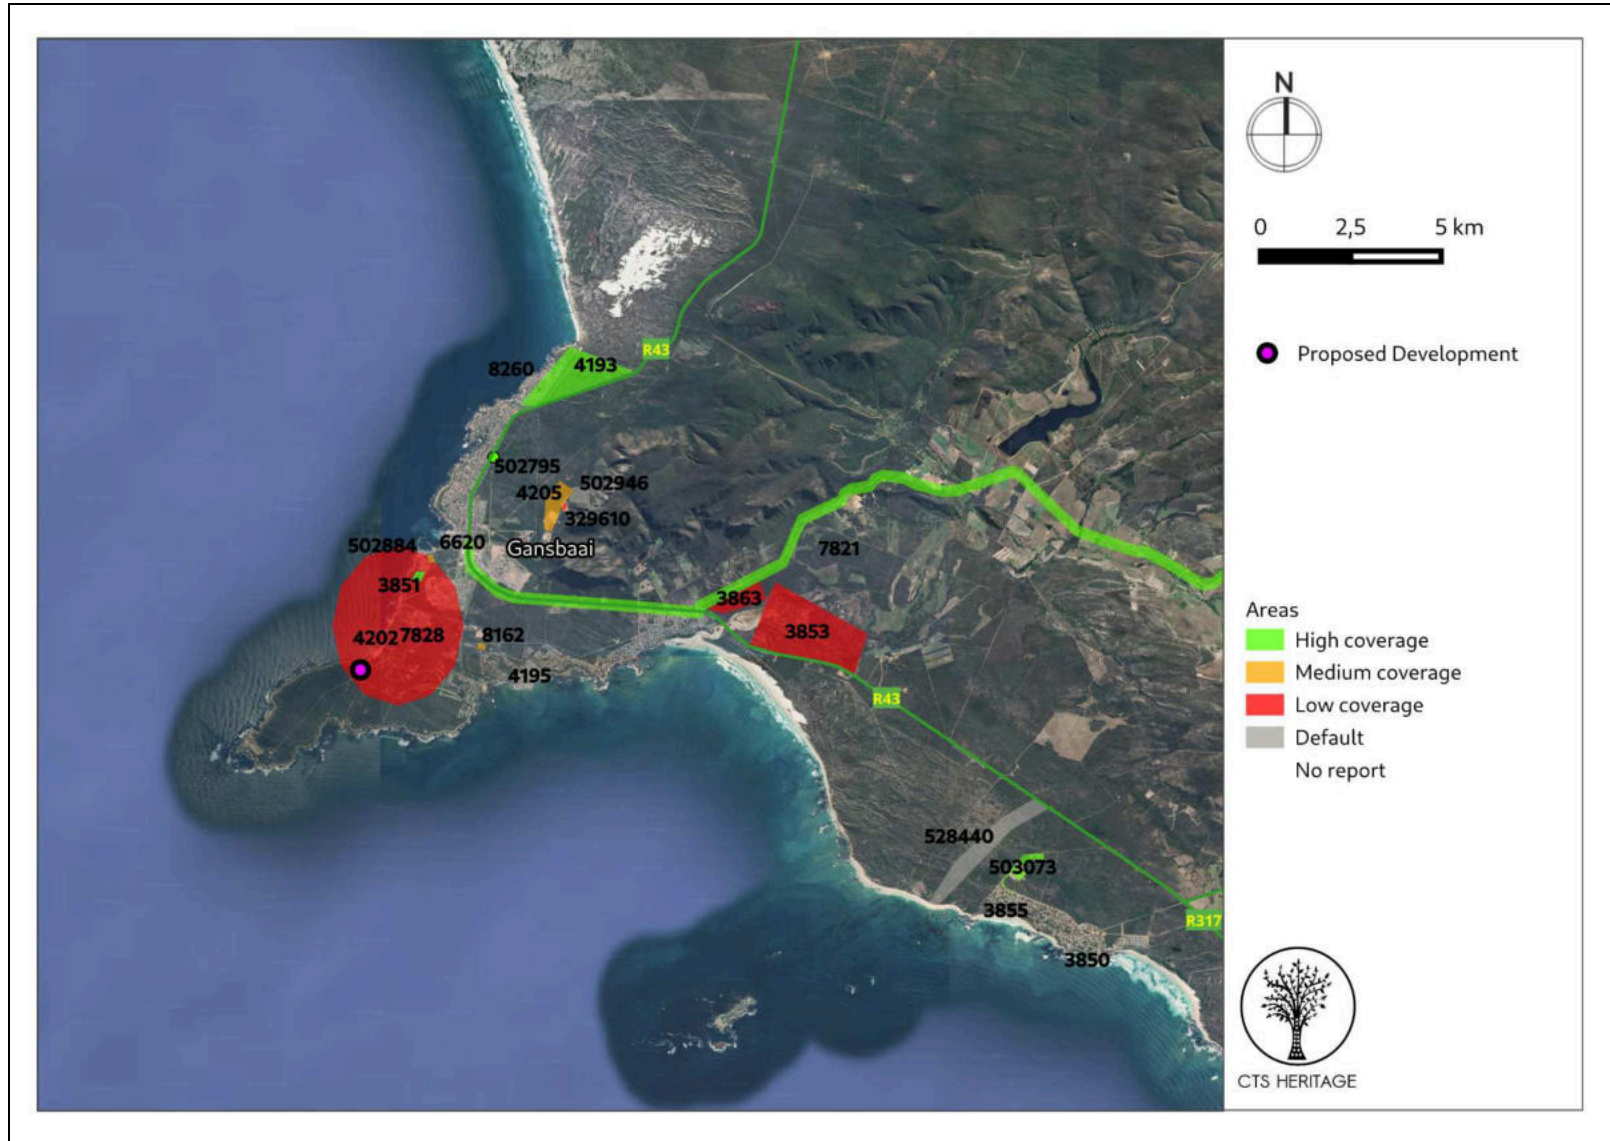 N
0 2,5 5 km
Proposed Development
R43
4193
8260
502795
502946
4205
329610
Gansbaai
502884
6620
7821
3851
3863
3853
4202
7828
8162
4195
R43
Areas
High coverage
Medium coverage
Low coverage
Default
No report
528440
503073
3855
R317
3850
CTS HERITAGE